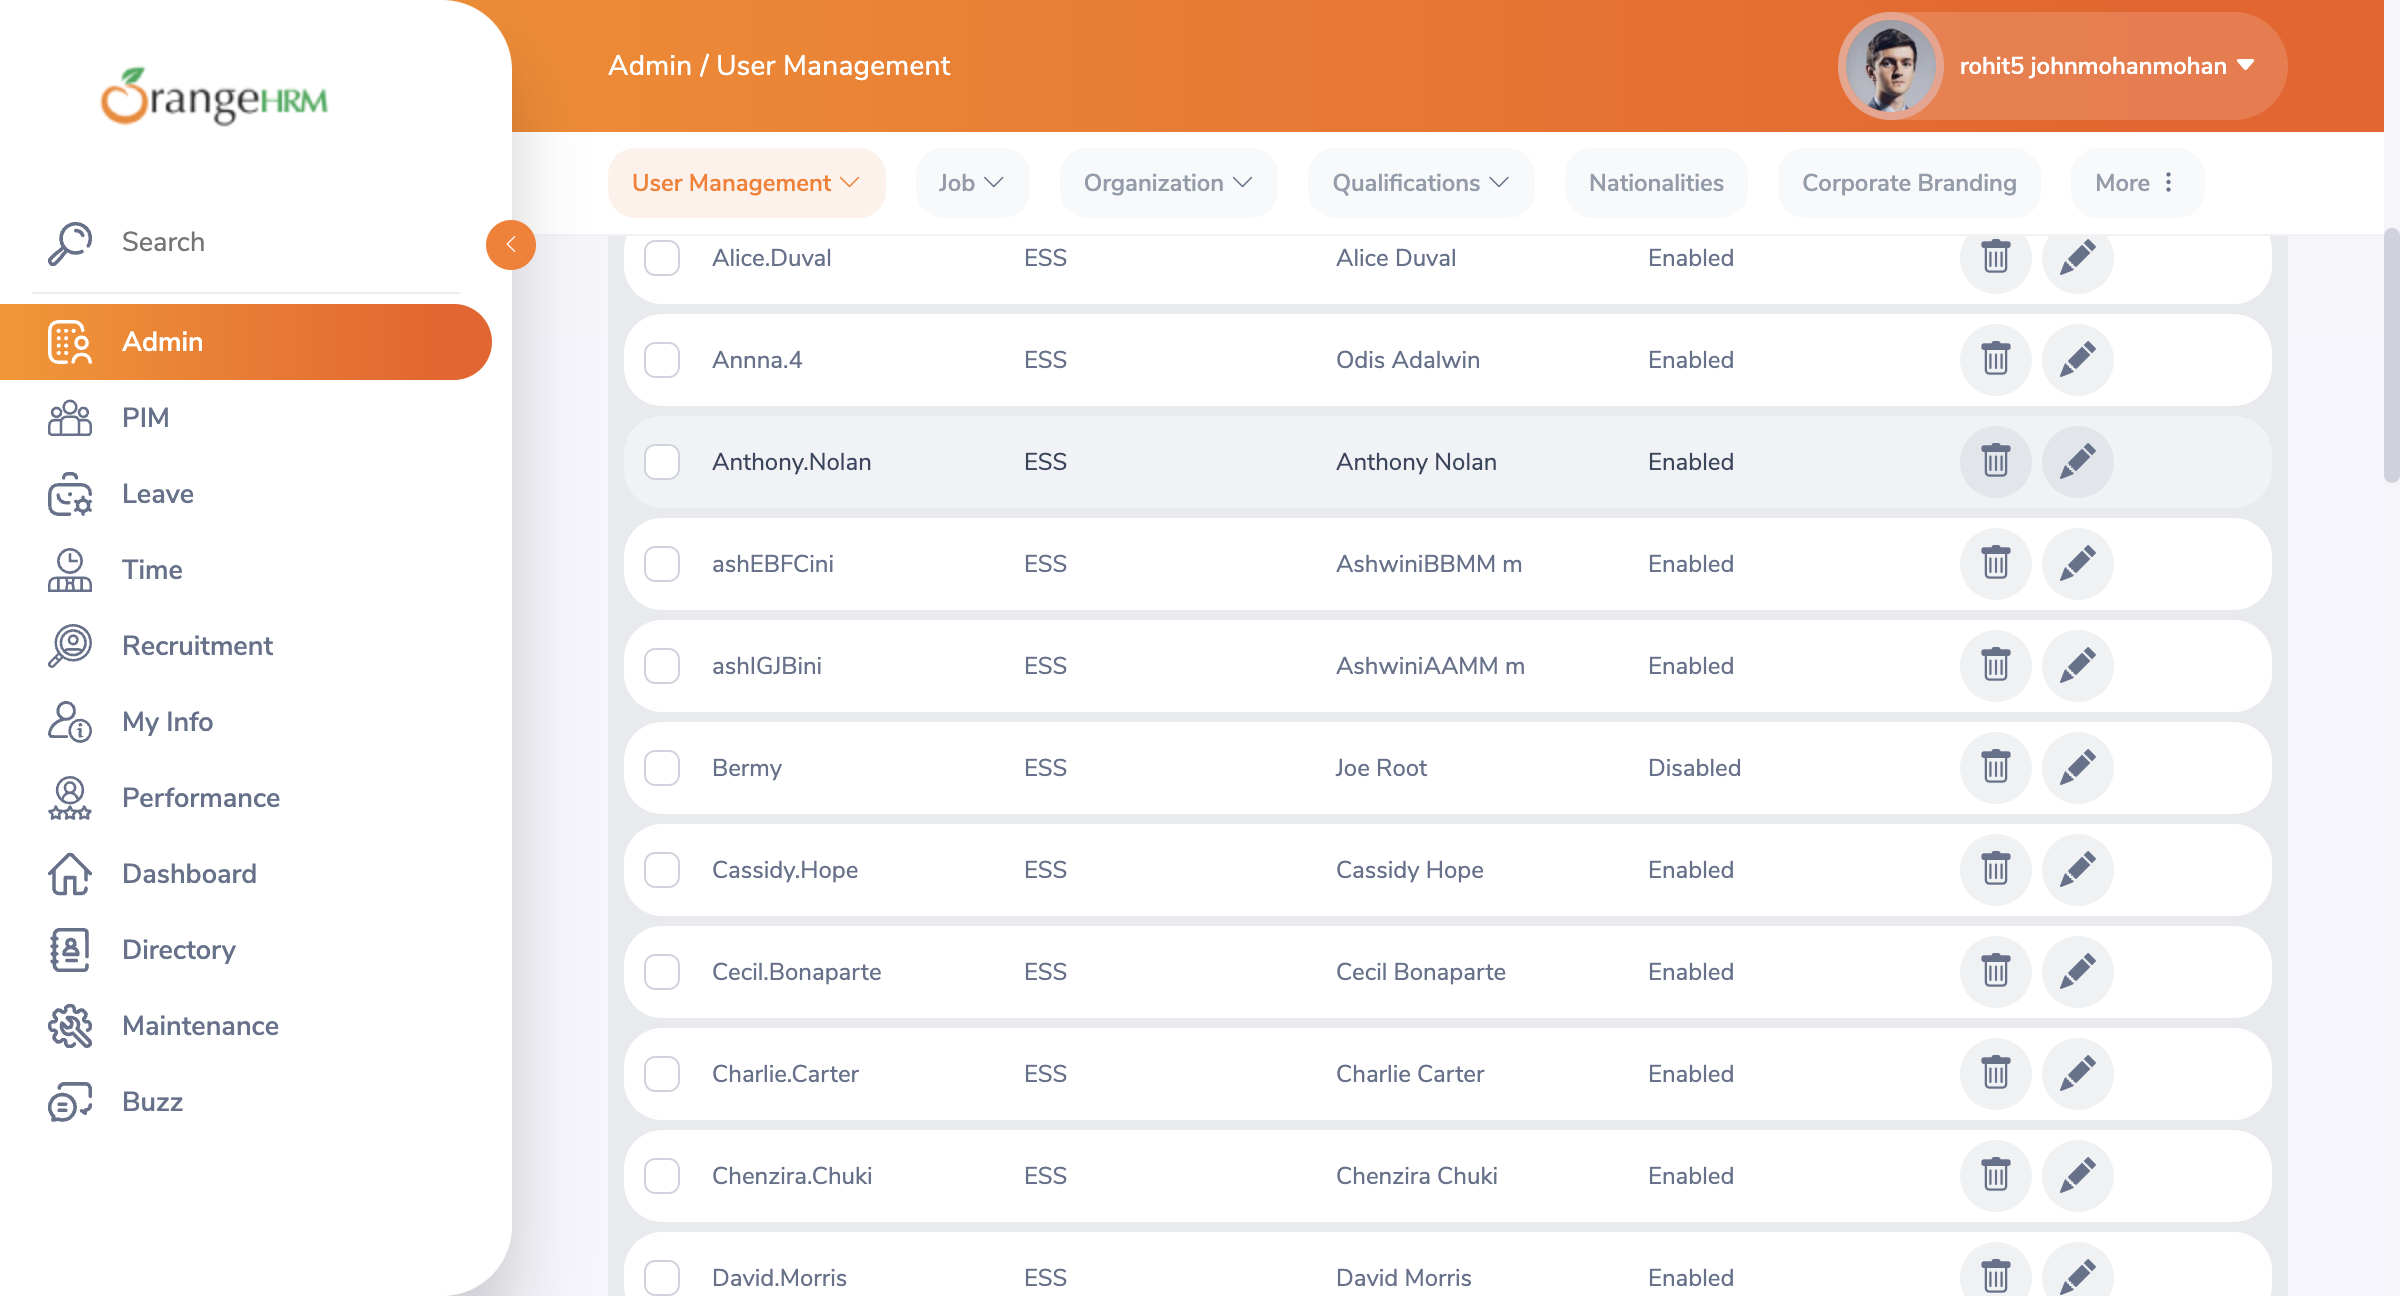 OrangeHRM
Admin / User Management
rohit5 johnmohanmohan
User Management
Job
Organization
Qualifications
Nationalities
Corporate Branding
More
Search
Admin
PIM
Leave
Time
Recruitment
My Info
Performance
Dashboard
Directory
Maintenance
Buzz
Alice.Duval ESS Alice Duval Enabled
Annna.4 ESS Odis Adalwin Enabled
Anthony.Nolan ESS Anthony Nolan Enabled
ashEBFCini ESS AshwiniBBMM m Enabled
ashIGJBini ESS AshwiniAAMM m Enabled
Bermy ESS Joe Root Disabled
Cassidy.Hope ESS Cassidy Hope Enabled
Cecil.Bonaparte ESS Cecil Bonaparte Enabled
Charlie.Carter ESS Charlie Carter Enabled
Chenzira.Chuki ESS Chenzira Chuki Enabled
David.Morris ESS David Morris Enabled